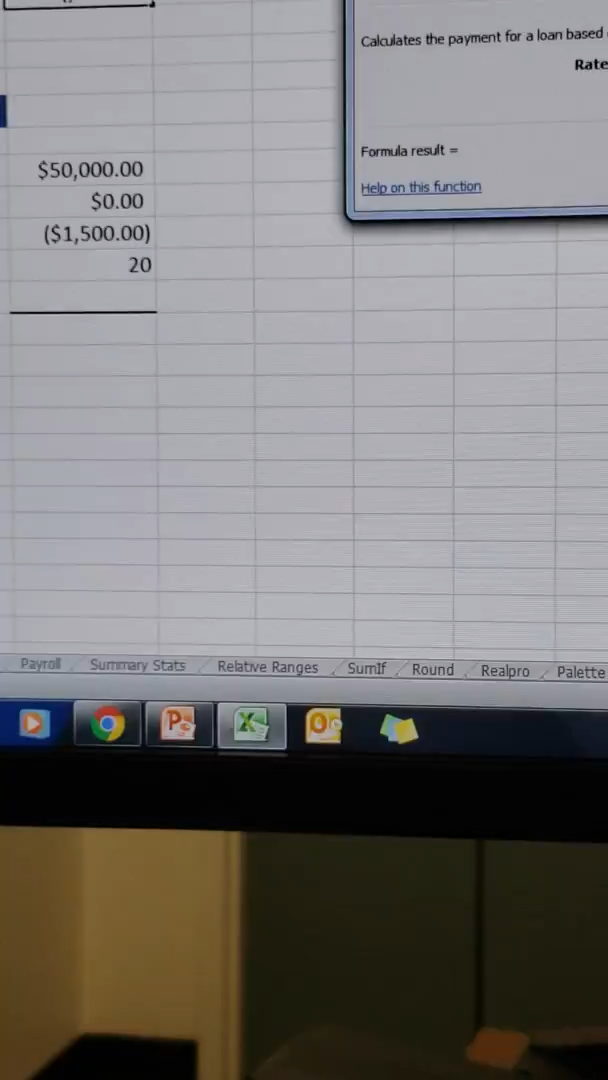 Calculates the payment for a loan based
Rate
Formula result =
Help on this function
$50,000.00
$0.00
($1,500.00)
20
Payroll
Summary Stats
Relative Ranges
SumIf
Round
Realpro
Palette